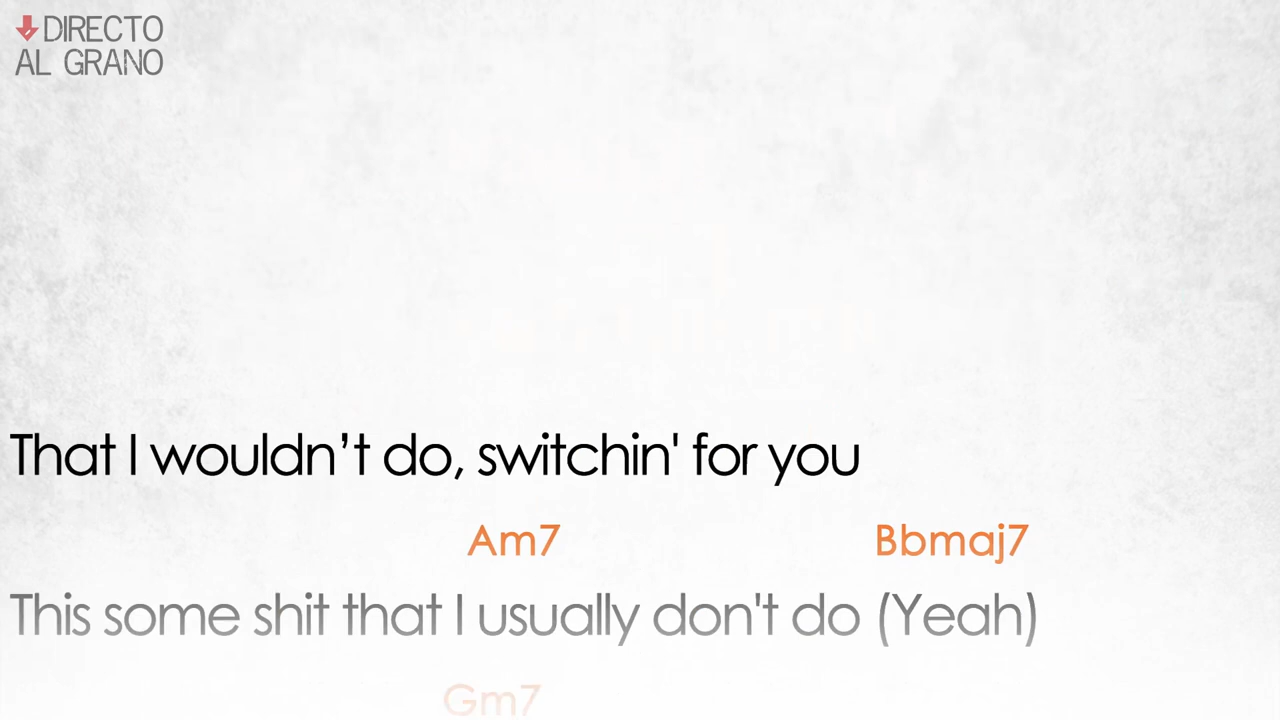 DIRECTO
AL GRANO
That I wouldn’t do, switchin' for you
Am7 Bbmaj7
This some shit that I usually don't do (Yeah)
Gm7